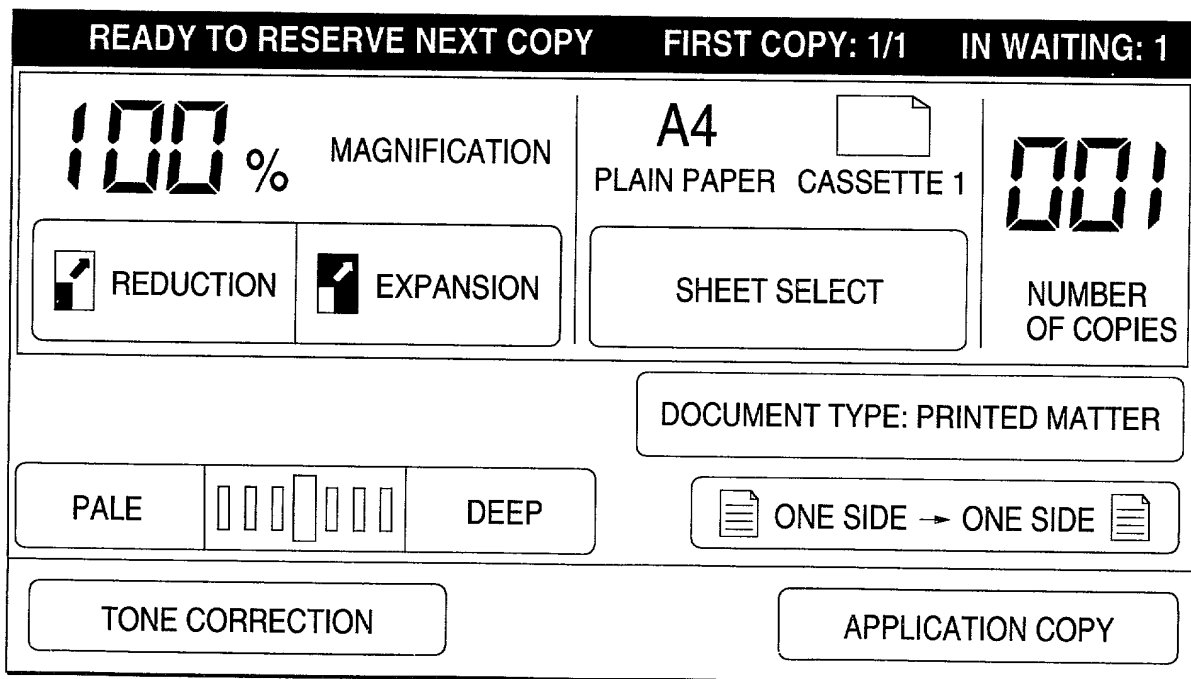 READY TO RESERVE NEXT COPY FIRST COPY: 1/1 IN WAITING: 1
100% MAGNIFICATION
A4
PLAIN PAPER CASSETTE 1
001
REDUCTION EXPANSION
SHEET SELECT
NUMBER
OF COPIES
DOCUMENT TYPE: PRINTED MATTER
PALE DEEP
ONE SIDE → ONE SIDE
TONE CORRECTION
APPLICATION COPY